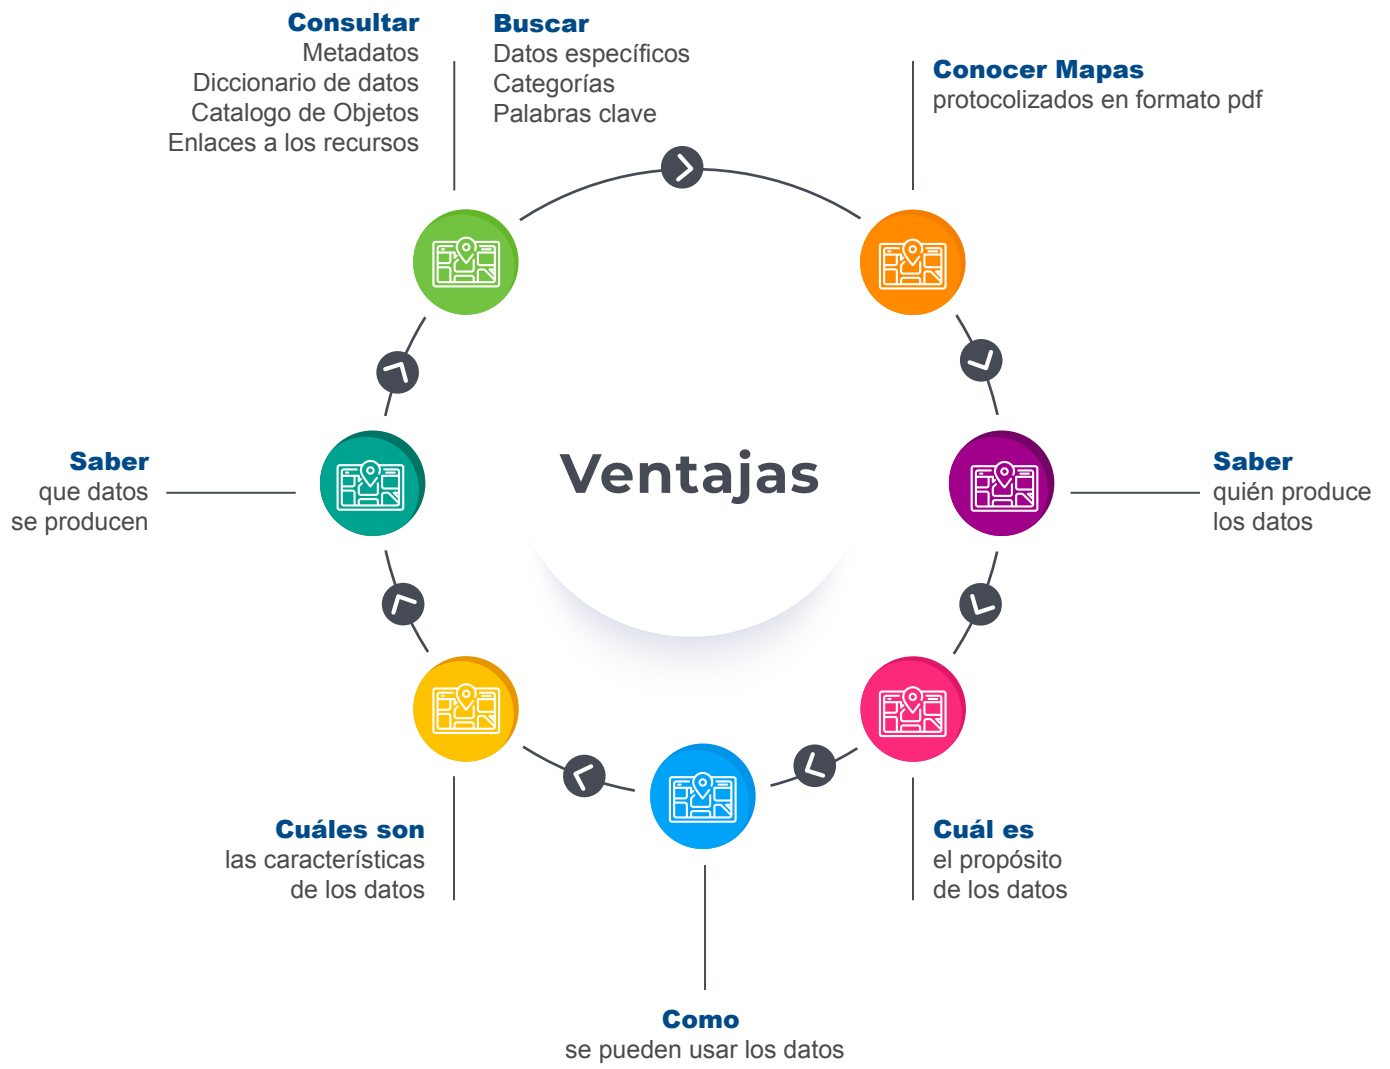 Consultar
Metadatos
Diccionario de datos
Catalogo de Objetos
Enlaces a los recursos
Buscar
Datos específicos
Categorías
Palabras clave
Conocer Mapas
protocolizados en formato pdf
Saber
que datos
se producen
Ventajas
Saber
quién produce
los datos
Cuáles son
las características
de los datos
Cuál es
el propósito
de los datos
Como
se pueden usar los datos